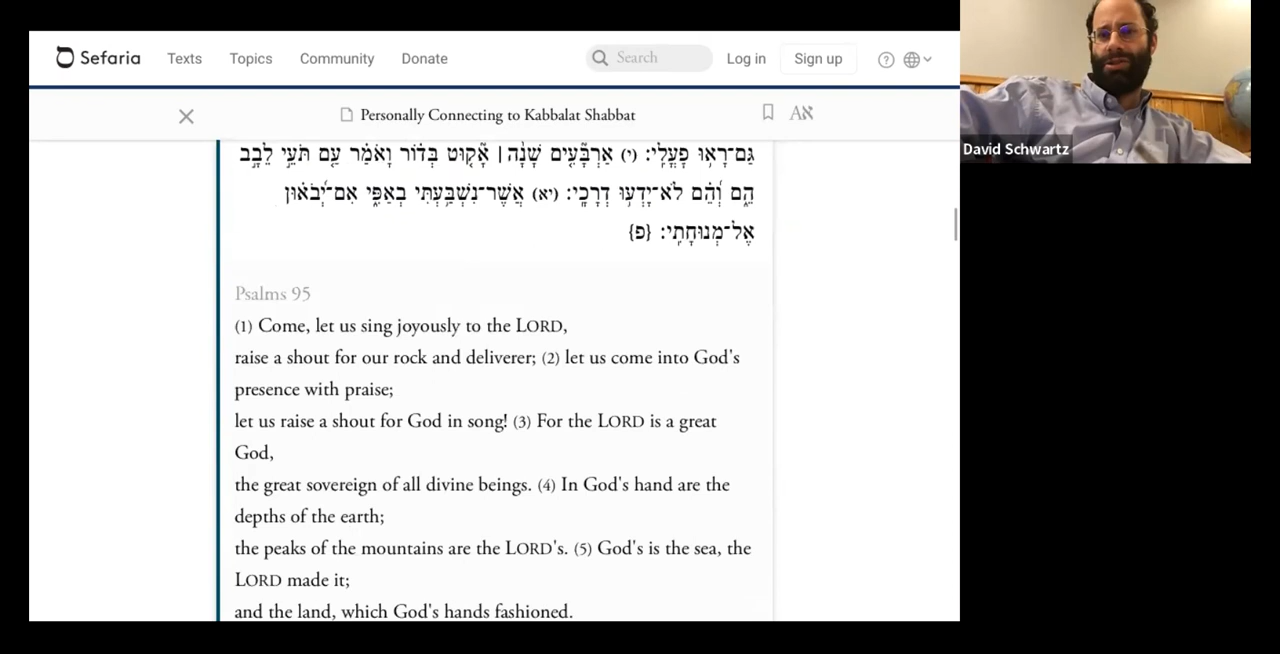 Sefaria Texts Topics Community Donate Search Log in Sign up
Personally Connecting to Kabbalat Shabbat Aא
גַּם־רָא֥וּ פׇעֳלִֽי׃ (י) אַרְבָּ֘עִ֤ים שָׁנָ֨ה ׀ אָ֘ק֤וּט בְּד֗וֹר וָאֹמַ֗ר עַ֤ם תֹּעֵ֣י לֵבָ֣ב
הֵ֑ם וְ֝הֵ֗ם לֹא־יָדְע֥וּ דְרָכָֽי׃ (יא) אֲשֶׁר־נִשְׁבַּ֥עְתִּי בְאַפִּ֑י אִם־יְ֝בֹא֗וּן
אֶל־מְנוּחָתִֽי׃ {פ}
Psalms 95
(1) Come, let us sing joyously to the LORD,
raise a shout for our rock and deliverer; (2) let us come into God's
presence with praise;
let us raise a shout for God in song! (3) For the LORD is a great
God,
the great sovereign of all divine beings. (4) In God's hand are the
depths of the earth;
the peaks of the mountains are the LORD's. (5) God's is the sea, the
LORD made it;
and the land, which God's hands fashioned.
David Schwartz